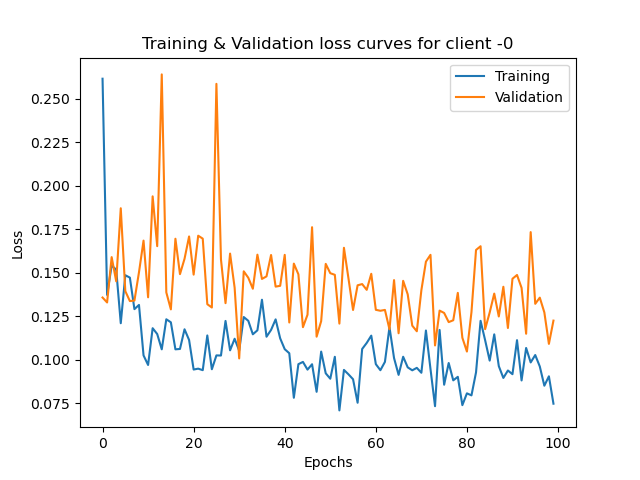 Training & Validation loss curves for client -0
Training
Validation
0.250
0.225
0.200
0.175
0.150
0.125
0.100
0.075
Loss
0
20
40
60
80
100
Epochs